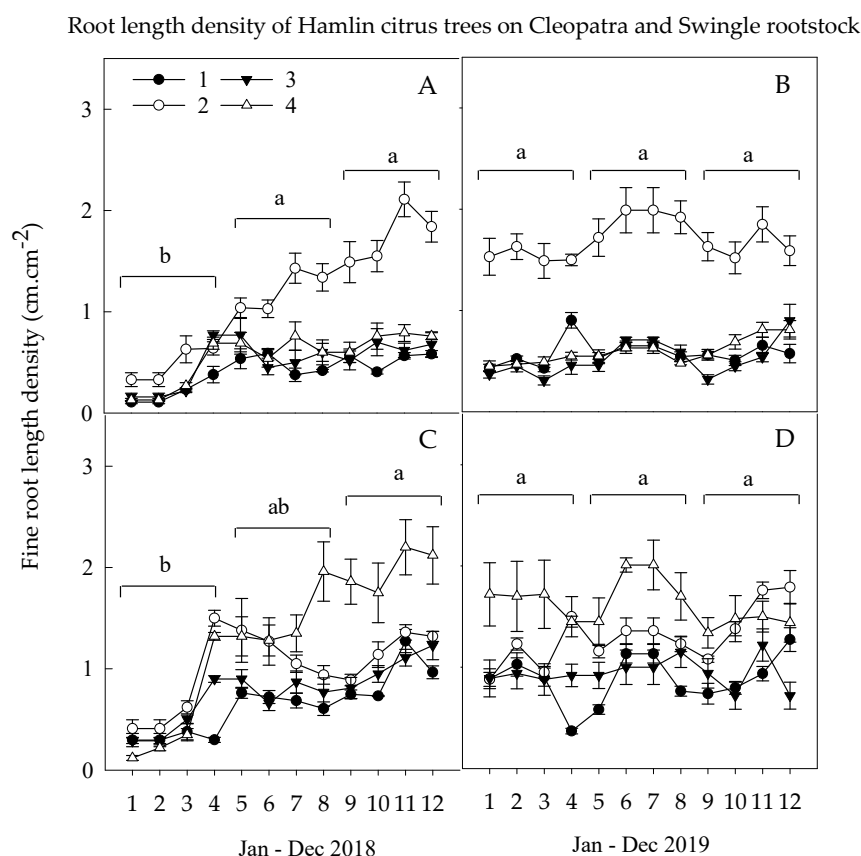 Root length density of Hamlin citrus trees on Cleopatra and Swingle rootstock
Fine root length density (cm.cm-2)
1 3
2 4
A
3
2
1
0
b
a
a
B
a
a
a
C
3
2
1
0
b
ab
a
D
a
a
a
1 2 3 4 5 6 7 8 9 10 11 12
Jan - Dec 2018
1 2 3 4 5 6 7 8 9 10 11 12
Jan - Dec 2019